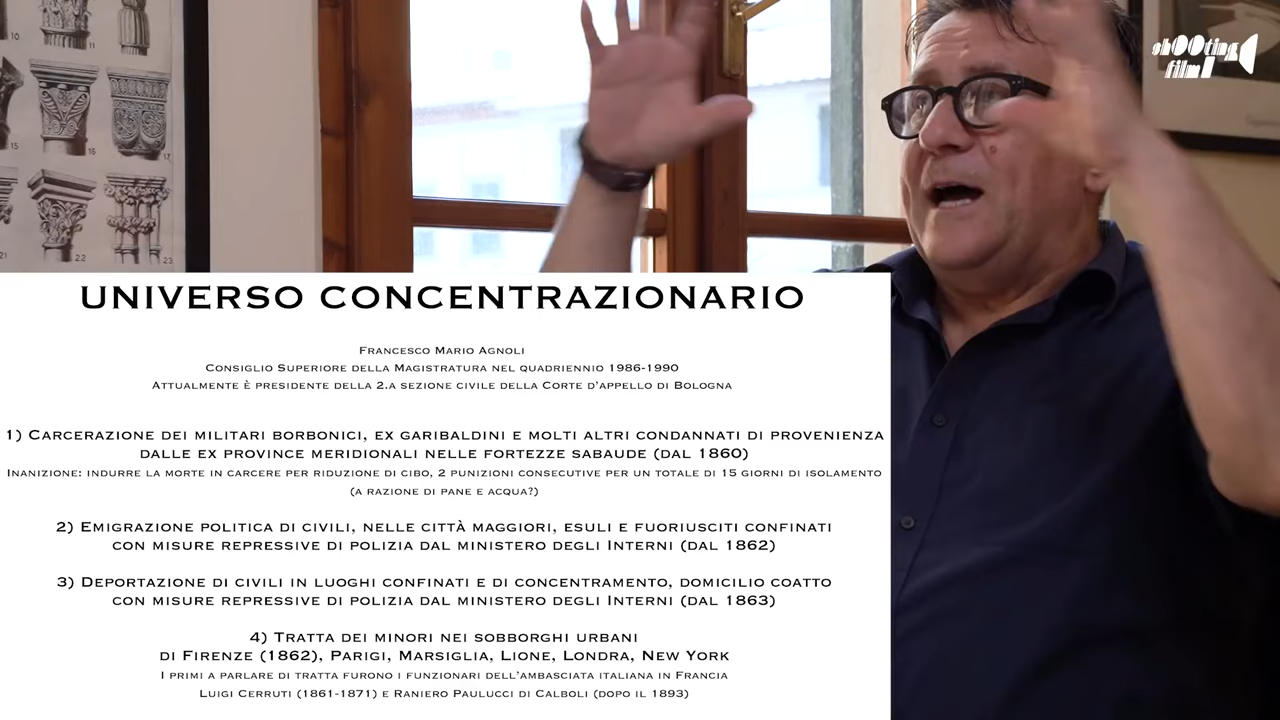 10
11
15
16
17
21
22
23
shOOting
film
UNIVERSO CONCENTRAZIONARIO
Francesco Mario Agnoli
Consiglio Superiore della Magistratura nel quadriennio 1986-1990
Attualmente è presidente della 2.a sezione civile della Corte d'appello di Bologna
1) Carcerazione dei militari borbonici, ex garibaldini e molti altri condannati di provenienza
dalle ex province meridionali nelle fortezze sabaude (dal 1860)
Inanizione: indurre la morte in carcere per riduzione di cibo, 2 punizioni consecutive per un totale di 15 giorni di isolamento
(a razione di pane e acqua?)
2) Emigrazione politica di civili, nelle città maggiori, esuli e fuoriusciti confinati
con misure repressive di polizia dal ministero degli Interni (dal 1862)
3) Deportazione di civili in luoghi confinati e di concentramento, domicilio coatto
con misure repressive di polizia dal ministero degli Interni (dal 1863)
4) Tratta dei minori nei sobborghi urbani
di Firenze (1862), Parigi, Marsiglia, Lione, Londra, New York
I primi a parlare di tratta furono i funzionari dell'ambasciata italiana in Francia
Luigi Cerruti (1861-1871) e Raniero Paulucci di Calboli (dopo il 1893)